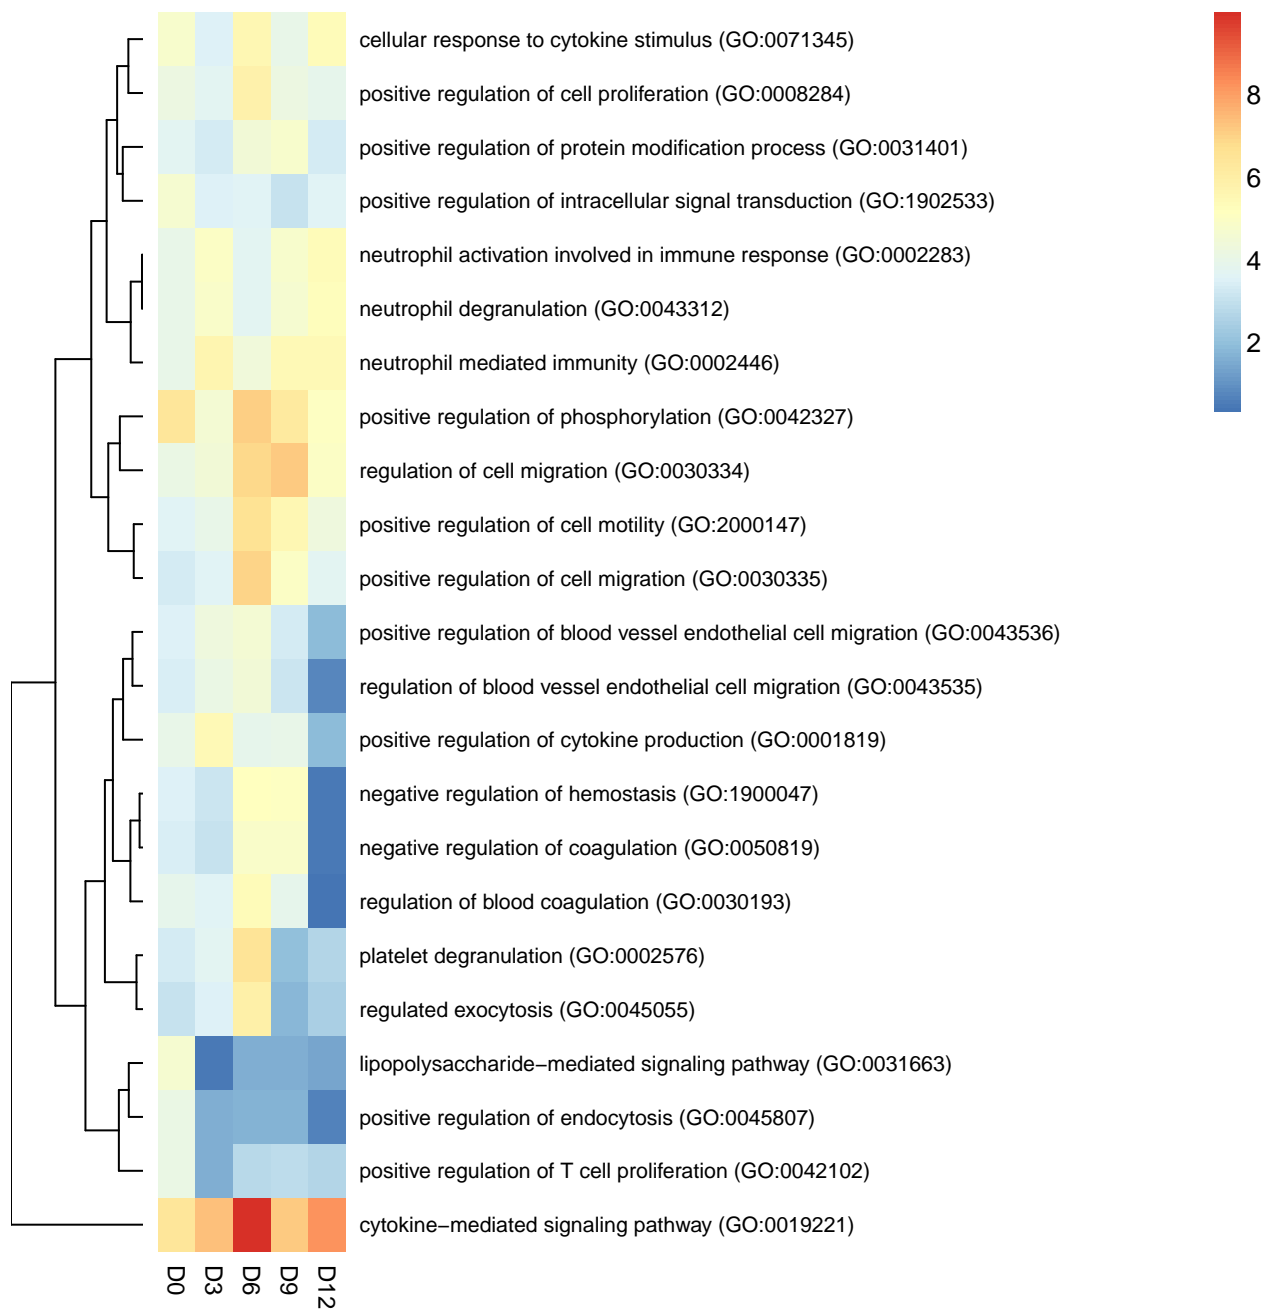 cellular response to cytokine stimulus (GO:0071345)
positive regulation of cell proliferation (GO:0008284)
positive regulation of protein modification process (GO:0031401)
positive regulation of intracellular signal transduction (GO:1902533)
neutrophil activation involved in immune response (GO:0002283)
neutrophil degranulation (GO:0043312)
neutrophil mediated immunity (GO:0002446)
positive regulation of phosphorylation (GO:0042327)
regulation of cell migration (GO:0030334)
positive regulation of cell motility (GO:2000147)
positive regulation of cell migration (GO:0030335)
positive regulation of blood vessel endothelial cell migration (GO:0043536)
regulation of blood vessel endothelial cell migration (GO:0043535)
positive regulation of cytokine production (GO:0001819)
negative regulation of hemostasis (GO:1900047)
negative regulation of coagulation (GO:0050819)
regulation of blood coagulation (GO:0030193)
platelet degranulation (GO:0002576)
regulated exocytosis (GO:0045055)
lipopolysaccharide−mediated signaling pathway (GO:0031663)
positive regulation of endocytosis (GO:0045807)
positive regulation of T cell proliferation (GO:0042102)
cytokine−mediated signaling pathway (GO:0019221)
D0
D3
D6
D9
D12
8
6
4
2